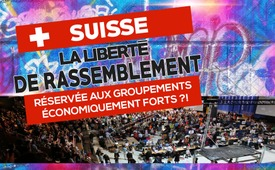 SUISSE
LA LIBERTÉ
DE RASSEMBLEMENT
RÉSERVÉE AUX GROUPEMENTS
ÉCONOMIQUEMENT FORTS ?!